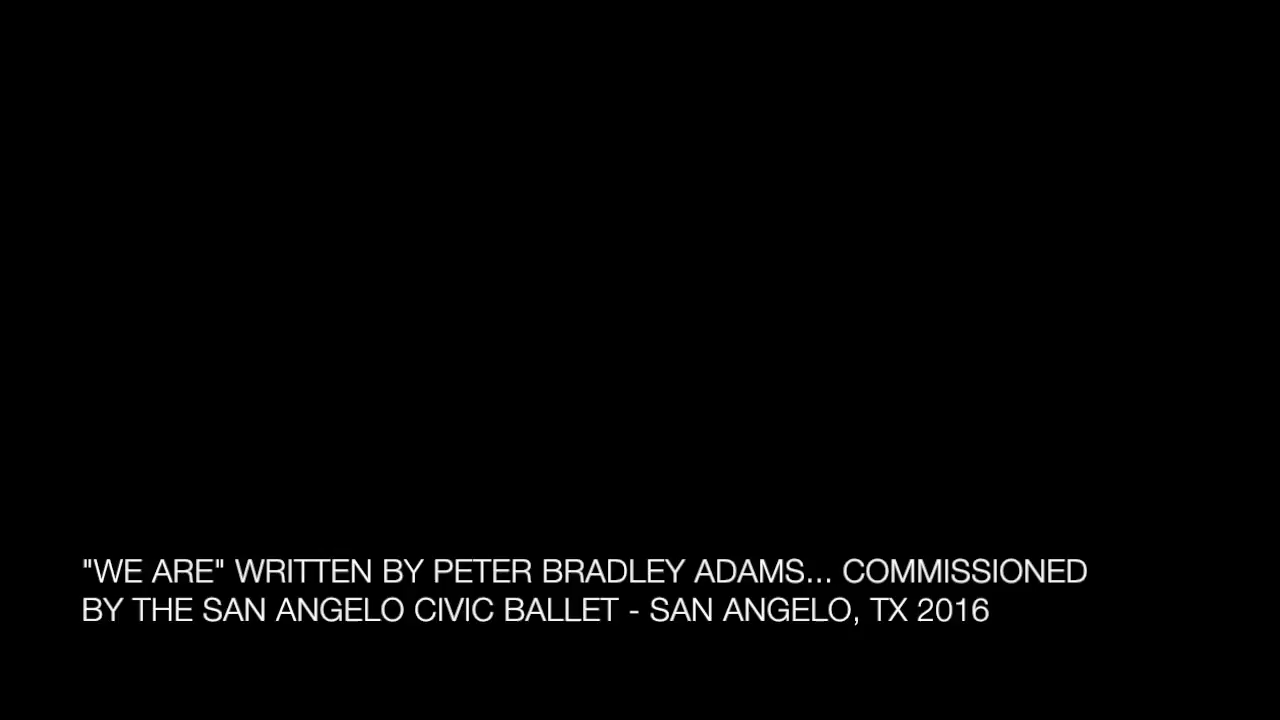 "WE ARE" WRITTEN BY PETER BRADLEY ADAMS... COMMISSIONED
BY THE SAN ANGELO CIVIC BALLET - SAN ANGELO, TX 2016